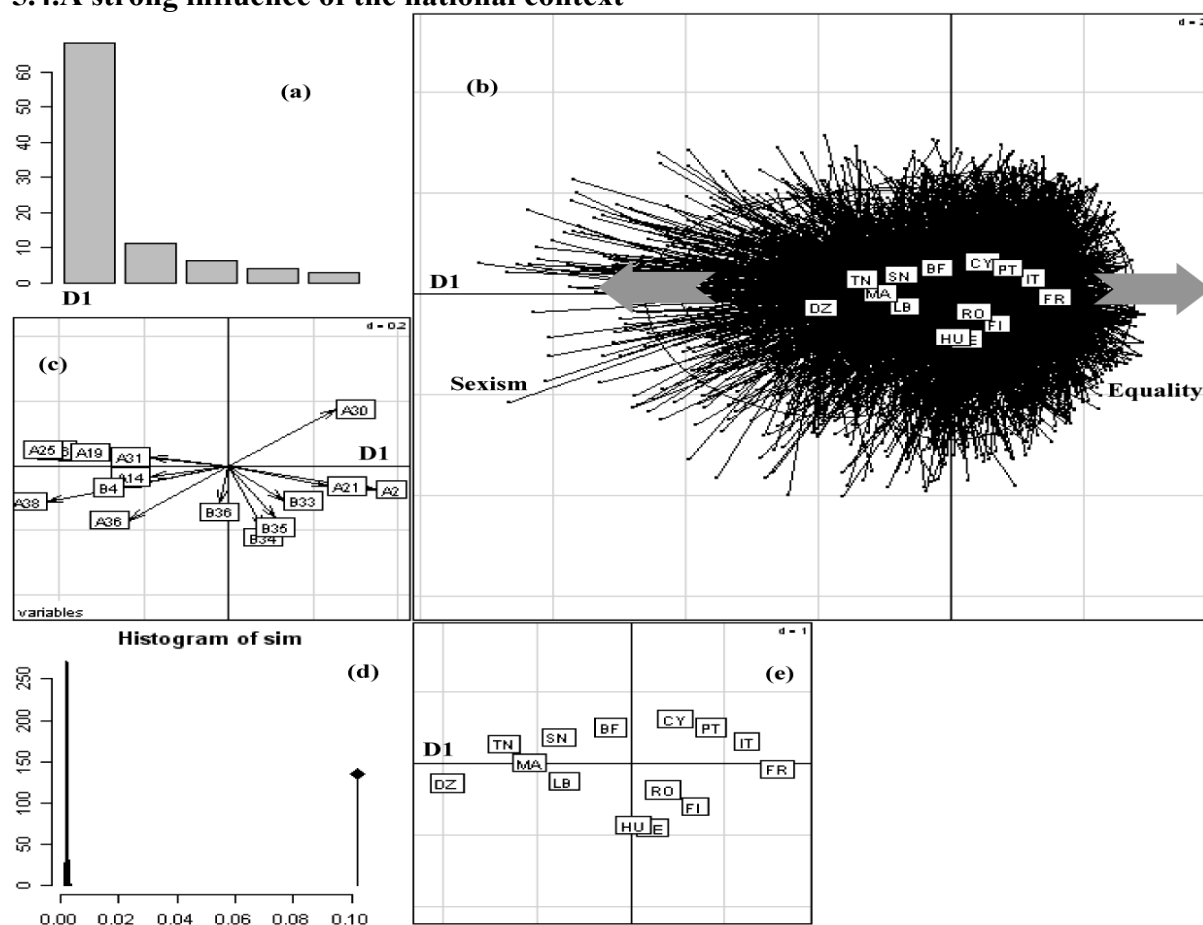 3.4.A strong influence of the national context
(a)
60
50
40
30
20
10
0
D1
(b)
D1
TN
SN
BF
CY
PT
IT
DZ
MA
LB
RO
FR
HU
FI
Sexism
Equality
(c)
d = 0.2
A30
A25
A19
A31
D1
A14
A21
A2
B4
A38
A36
B36
B33
B35
B34
variables
Histogram of sim
(d)
250
200
150
100
50
0
0.00 0.02 0.04 0.06 0.08 0.10
d = 1
(e)
D1
TN
SN
BF
CY
PT
IT
MA
DZ
LB
RO
FR
FI
HU